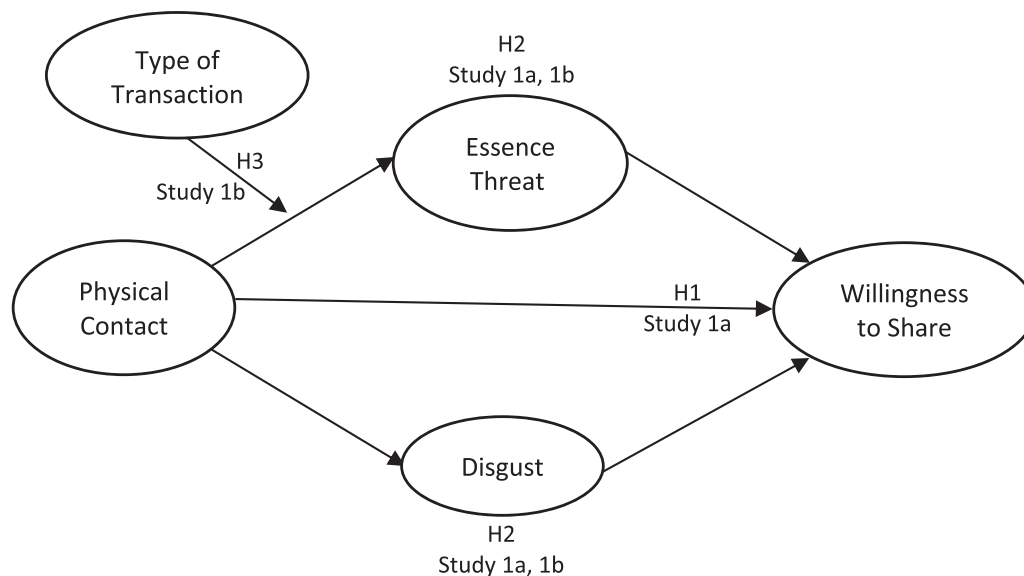 Type of
Transaction
H2
Study 1a, 1b
Essence
Threat
H3
Study 1b
Physical
Contact
H1
Study 1a
Willingness
to Share
Disgust
H2
Study 1a, 1b